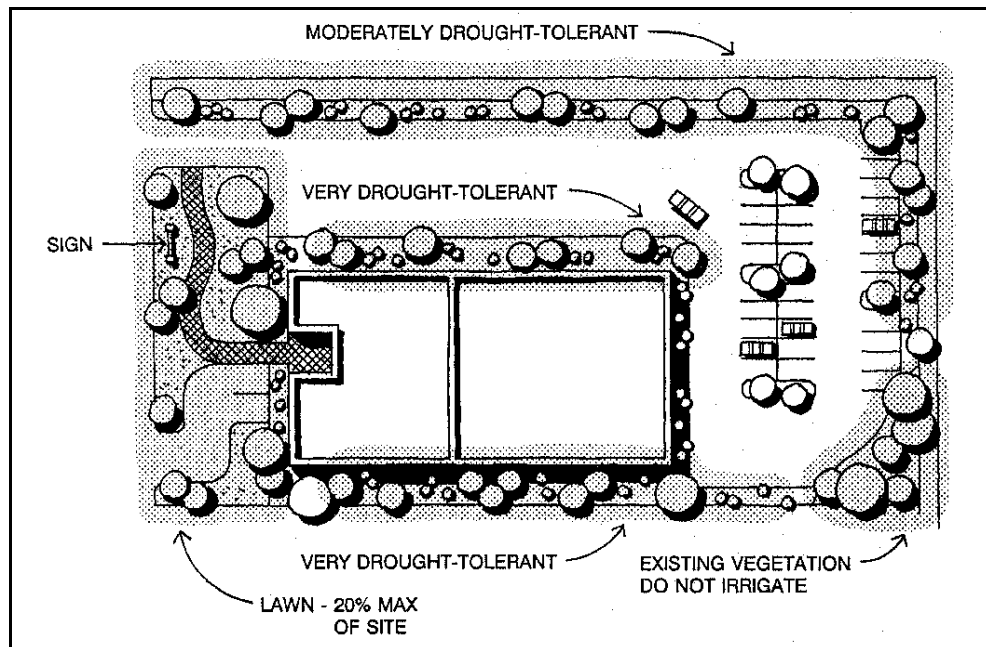 MODERATELY DROUGHT-TOLERANT
VERY DROUGHT-TOLERANT
SIGN
VERY DROUGHT-TOLERANT
EXISTING VEGETATION
DO NOT IRRIGATE
LAWN - 20% MAX
OF SITE